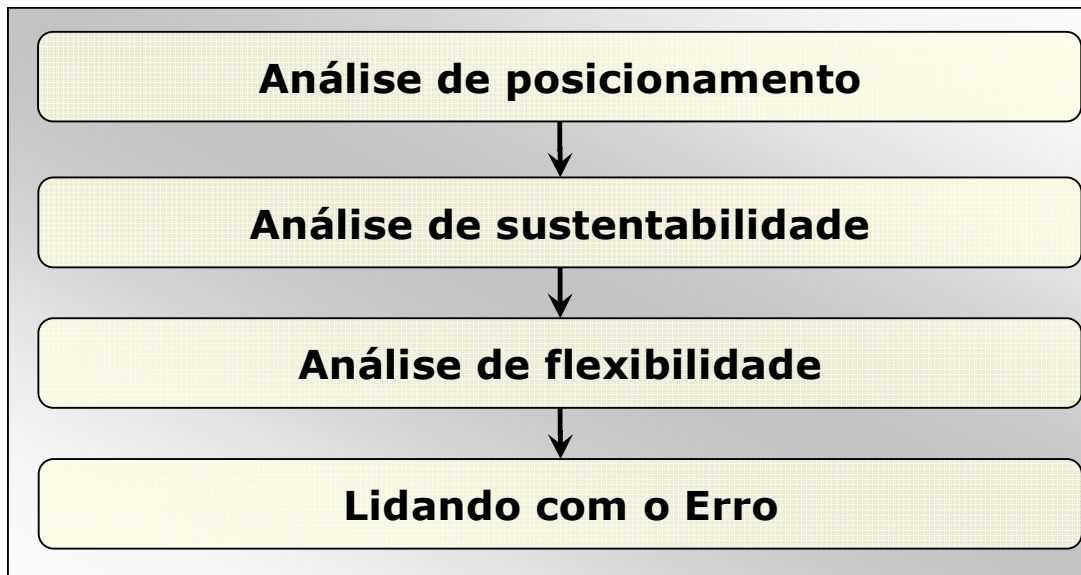 Análise de posicionamento
Análise de sustentabilidade
Análise de flexibilidade
Lidando com o Erro